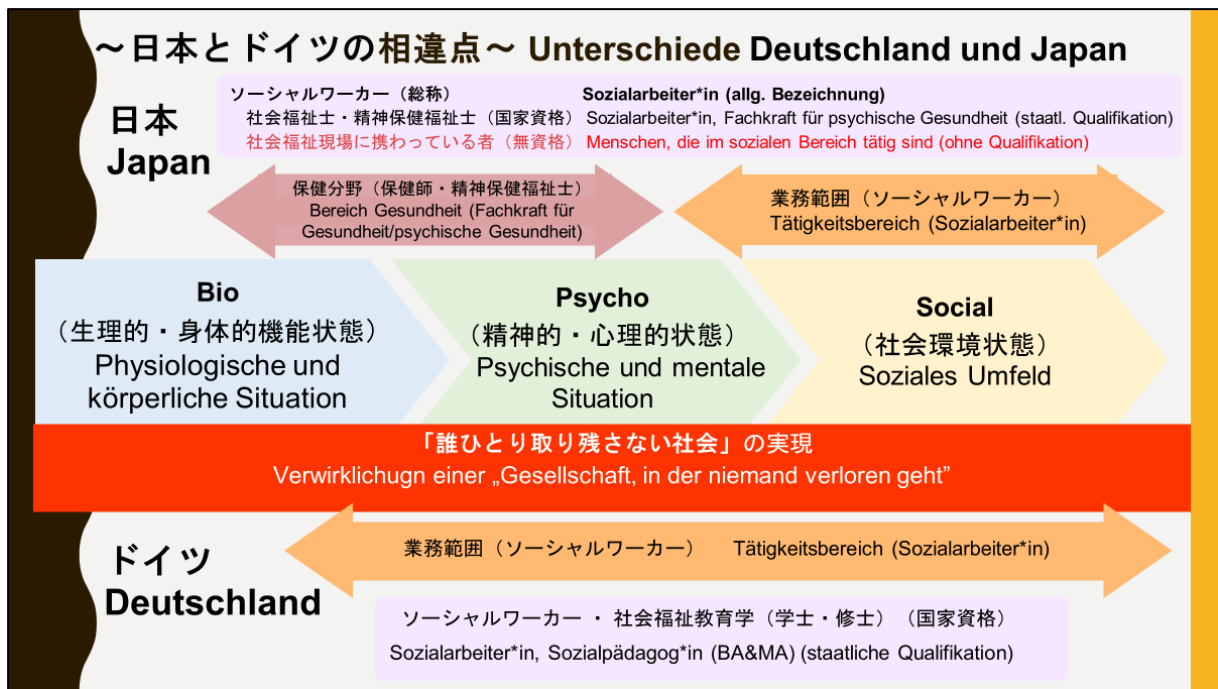 ～日本とドイツの相違点～ Unterschiede Deutschland und Japan
日本
Japan
ソーシャルワーカー（総称） Sozialarbeiter*in (allg. Bezeichnung)
社会福祉士・精神保健福祉士（国家資格） Sozialarbeiter*in, Fachkraft für psychische Gesundheit (staatl. Qualifikation)
社会福祉現場に携わっている者（無資格） Menschen, die im sozialen Bereich tätig sind (ohne Qualifikation)
保健分野（保健師・精神保健福祉士）
Bereich Gesundheit (Fachkraft für
Gesundheit/psychische Gesundheit)
業務範囲（ソーシャルワーカー）
Tätigkeitsbereich (Sozialarbeiter*in)
Bio
（生理的・身体的機能状態）
Physiologische und
körperliche Situation
Psycho
（精神的・心理的状態）
Psychische und mentale
Situation
Social
（社会環境状態）
Soziales Umfeld
「誰ひとり取り残さない社会」の実現
Verwirklichugn einer „Gesellschaft, in der niemand verloren geht”
ドイツ
Deutschland
業務範囲（ソーシャルワーカー） Tätigkeitsbereich (Sozialarbeiter*in)
ソーシャルワーカー ・ 社会福祉教育学（学士・修士）（国家資格）
Sozialarbeiter*in, Sozialpädagog*in (BA&MA) (staatliche Qualifikation)